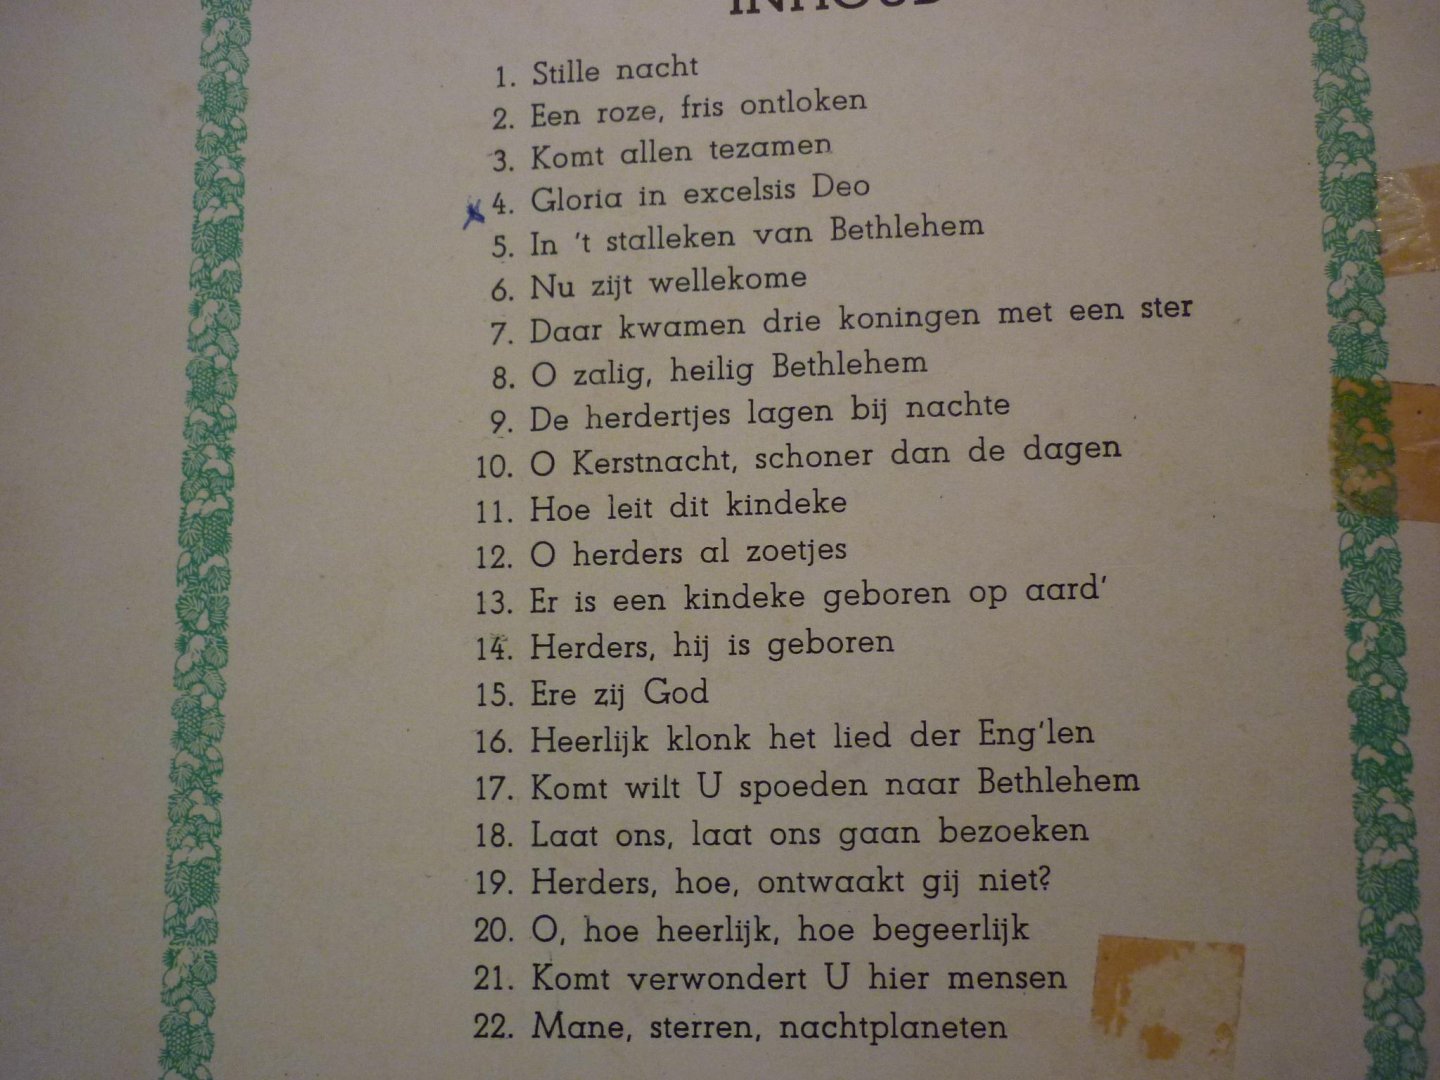 INHOUD
1. Stille nacht
2. Een roze, fris ontloken
3. Komt allen tezamen
4. Gloria in excelsis Deo
5. In 't stalleken van Bethlehem
6. Nu zijt wellekome
7. Daar kwamen drie koningen met een ster
8. O zalig, heilig Bethlehem
9. De herdertjes lagen bij nachte
10. O Kerstnacht, schoner dan de dagen
11. Hoe leit dit kindeke
12. O herders al zoetjes
13. Er is een kindeke geboren op aard'
14. Herders, hij is geboren
15. Ere zij God
16. Heerlijk klonk het lied der Eng'len
17. Komt wilt U spoeden naar Bethlehem
18. Laat ons, laat ons gaan bezoeken
19. Herders, hoe, ontwaakt gij niet?
20. O, hoe heerlijk, hoe begeerlijk
21. Komt verwondert U hier mensen
22. Mane, sterren, nachtplaneten